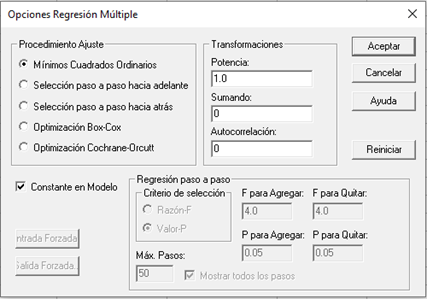 Opciones Regresión Múltiple
Procedimiento Ajuste
Mínimos Cuadrados Ordinarios
Selección paso a paso hacia adelante
Selección paso a paso hacia atrás
Optimización Box-Cox
Optimización Cochrane-Orcutt
Transformaciones
Potencia:
1.0
Sumando:
0
Autocorrelación:
0
Aceptar
Cancelar
Ayuda
Reiniciar
Constante en Modelo
ntrada Forzada
Salida Forzada..
Regresión paso a paso
Criterio de selección
Razón-F
Valor-P
F para Agregar:
F para Quitar:
4.0
4.0
P para Agregar:
P para Quitar:
0.05
0.05
Máx. Pasos:
50
Mostrar todos los pasos